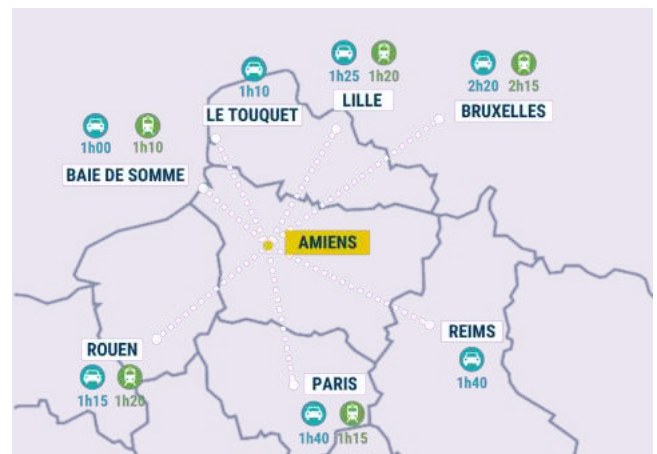 1h10
1h25 1h20
2h20 2h15
LE TOUQUET
LILLE
BRUXELLES
1h00 1h10
BAIE DE SOMME
AMIENS
REIMS
1h40
ROUEN
1h15 1h20
PARIS
1h40 1h15